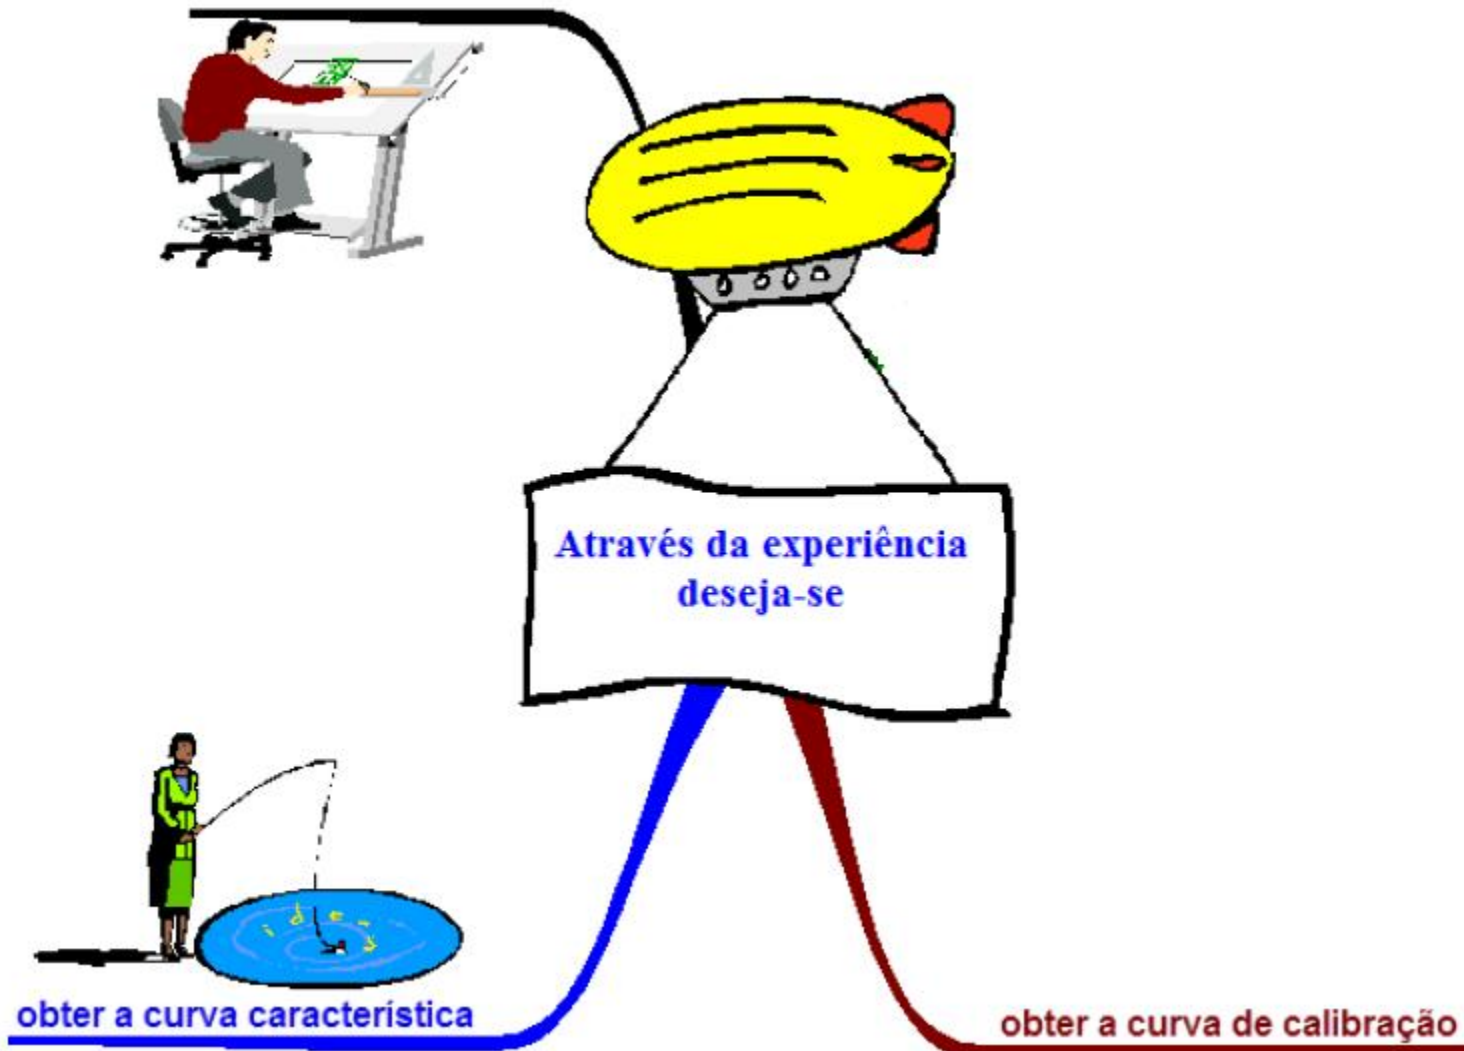 Através da experiência
deseja-se
obter a curva característica
obter a curva de calibração